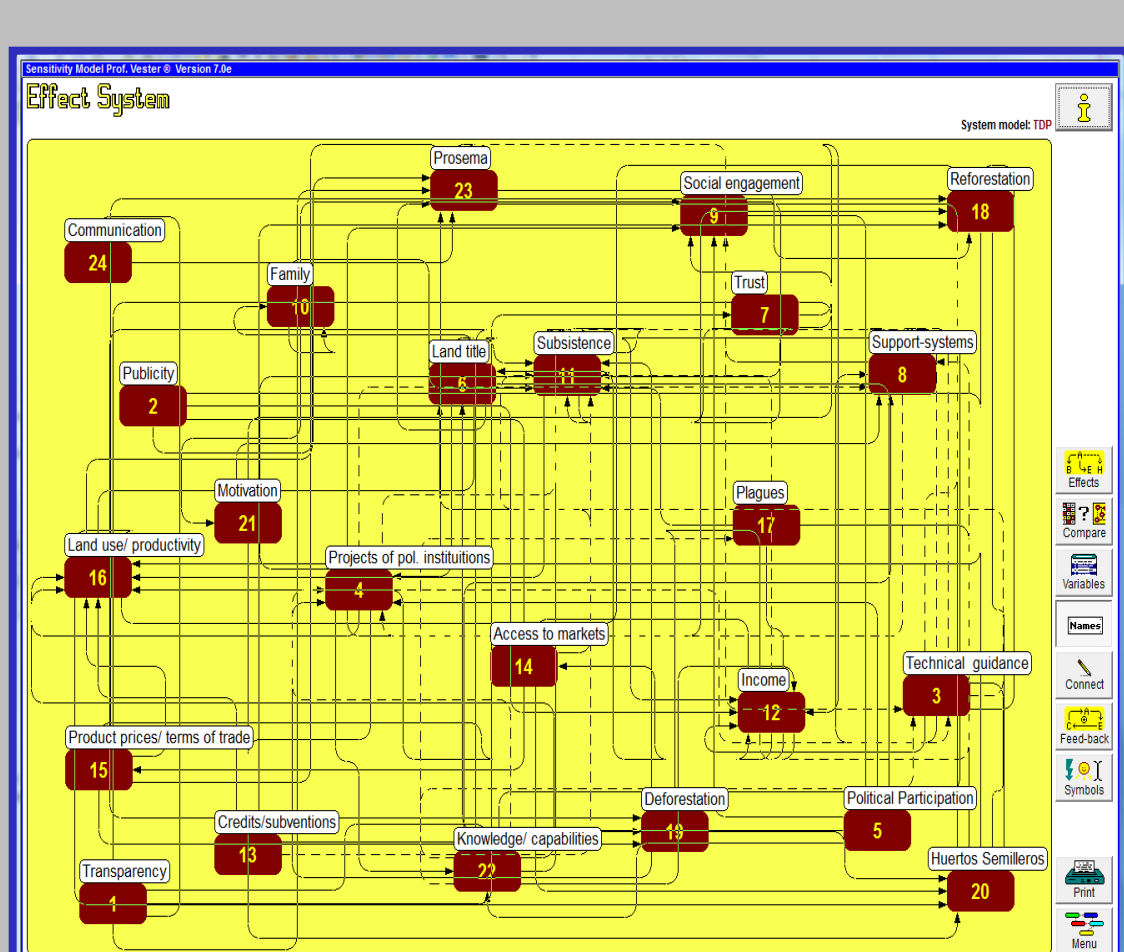 Sensitivity Model Prof. Vester ® Version 7.0e
Effect System
System model: TDP
Prosema
23
Social engagement
9
Reforestation
18
Communication
24
Family
10
Trust
7
Land title
6
Subsistence
11
Support-systems
8
Publicity
2
Motivation
21
Plagues
17
Land use/ productivity
16
Projects of pol. instituitions
4
Access to markets
14
Income
12
Technical guidance
3
Product prices/ terms of trade
15
Credits/subventions
13
Knowledge/ capabilities
22
Deforestation
19
Political Participation
5
Transparency
1
Huertos Semilleros
20
A
B E H
Effects
?
Compare
Variables
Names
Connect
A
C E
Feed-back
Symbols
Print
Menu